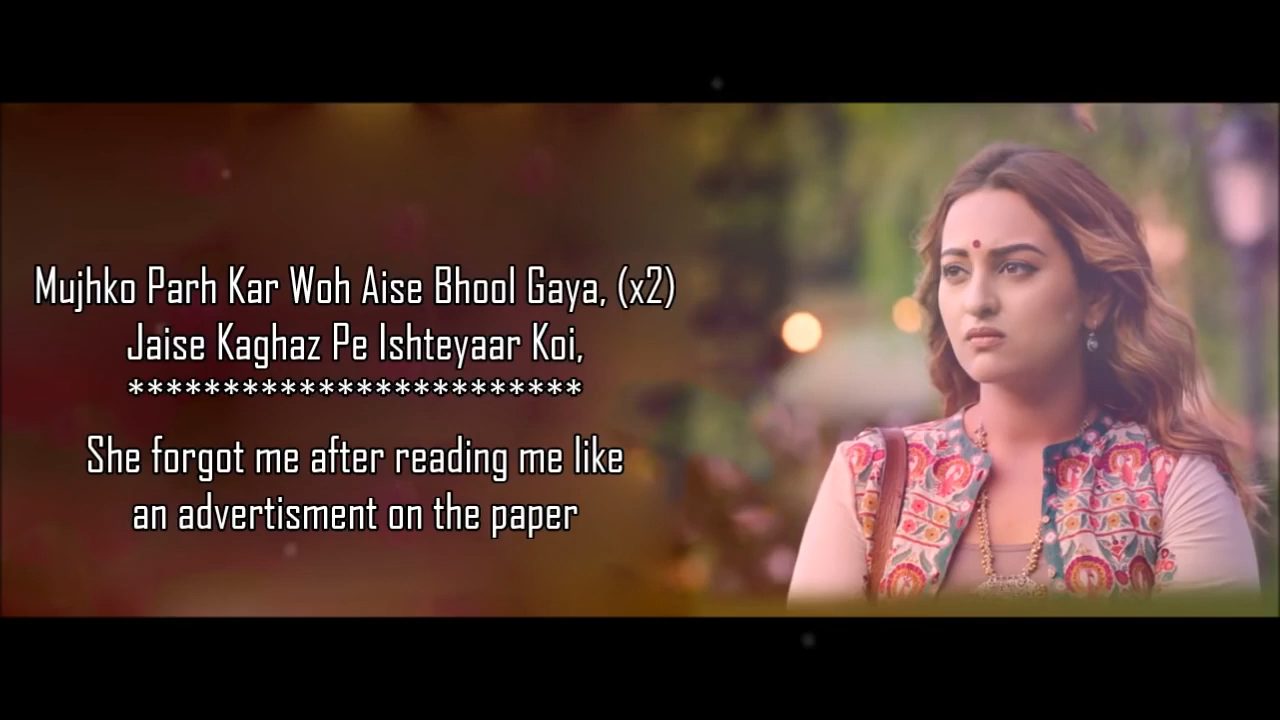 Mujhko Parh Kar Woh Aise Bhool Gaya, (x2)
Jaise Kaghaz Pe Ishteyaar Koi,
************************
She forgot me after reading me like
an advertisment on the paper